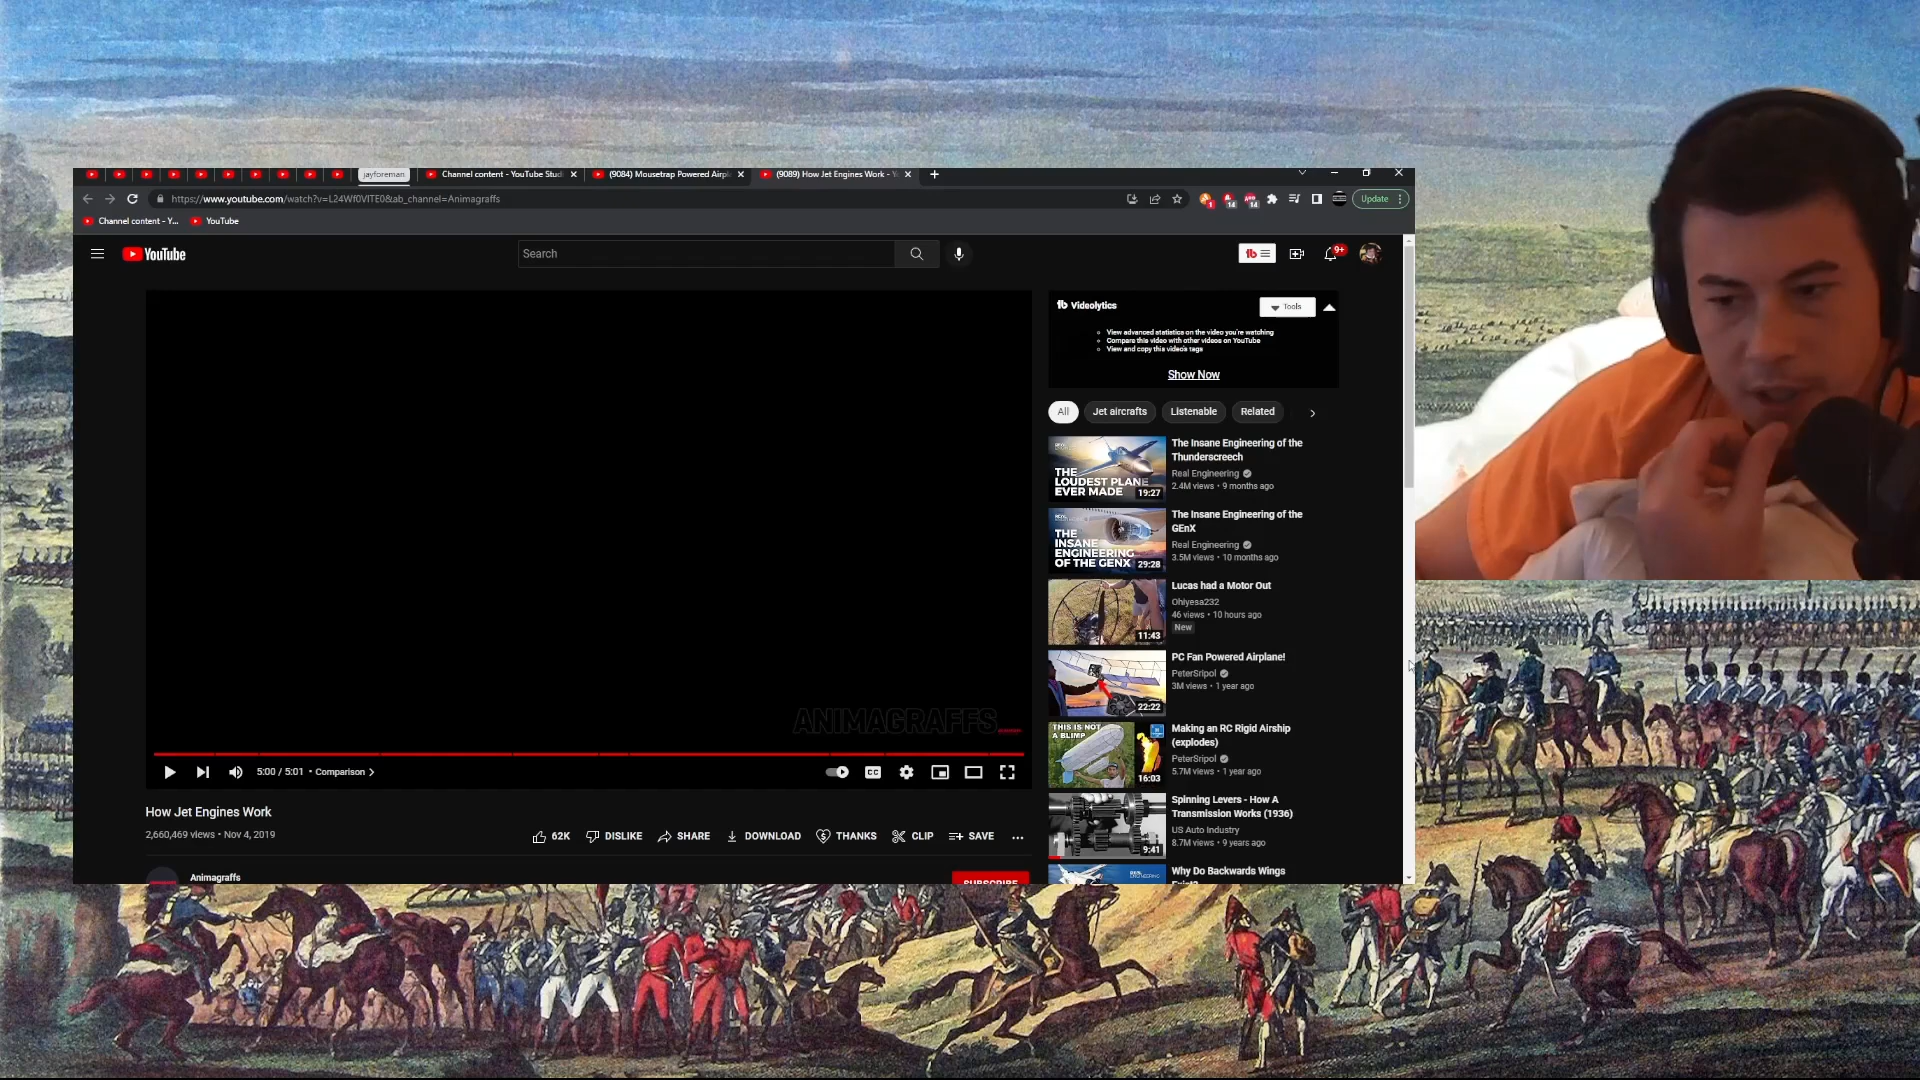 jayforeman
Channel content - YouTube Studi
(9084) Mousetrap Powered Airpl
(9089) How Jet Engines Work - Y
https://www.youtube.com/watch?v=L24Wf0VITE0&ab_channel=Animagraffs
Update
Channel content - Y...
YouTube
YouTube
Search
9+
Videolytics
Tools
View advanced statistics on the video you're watching
Compare this video with other videos on YouTube
View and copy this video's tags
Show Now
All
Jet aircrafts
Listenable
Related
THE
LOUDEST PLANE
EVER MADE
19:27
The Insane Engineering of the
Thunderscreech
Real Engineering
2.4M views • 9 months ago
THE
INSANE
ENGINEERING
OF THE GENX
29:28
The Insane Engineering of the
GEnX
Real Engineering
3.5M views • 10 months ago
11:43
Lucas had a Motor Out
Ohiyesa232
46 views • 10 hours ago
New
22:22
PC Fan Powered Airplane!
PeterSripol
3M views • 1 year ago
THIS IS NOT
A BLIMP
16:03
Making an RC Rigid Airship
(explodes)
PeterSripol
5.7M views • 1 year ago
9:41
Spinning Levers - How A
Transmission Works (1936)
US Auto Industry
8.7M views • 9 years ago
Why Do Backwards Wings
Exist?
ANIMAGRAFFS
5:00 / 5:01 • Comparison
CC
How Jet Engines Work
2,660,469 views • Nov 4, 2019
62K
DISLIKE
SHARE
DOWNLOAD
THANKS
CLIP
SAVE
Animagraffs
SUBSCRIBE